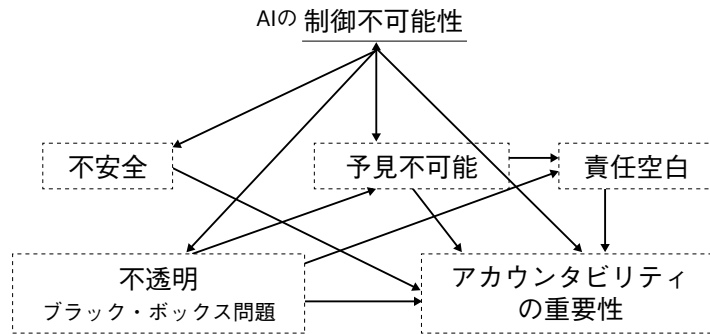 AIの 制御不可能性
不安全
予見不可能
責任空白
不透明
ブラック・ボックス問題
アカウンタビリティ
の重要性